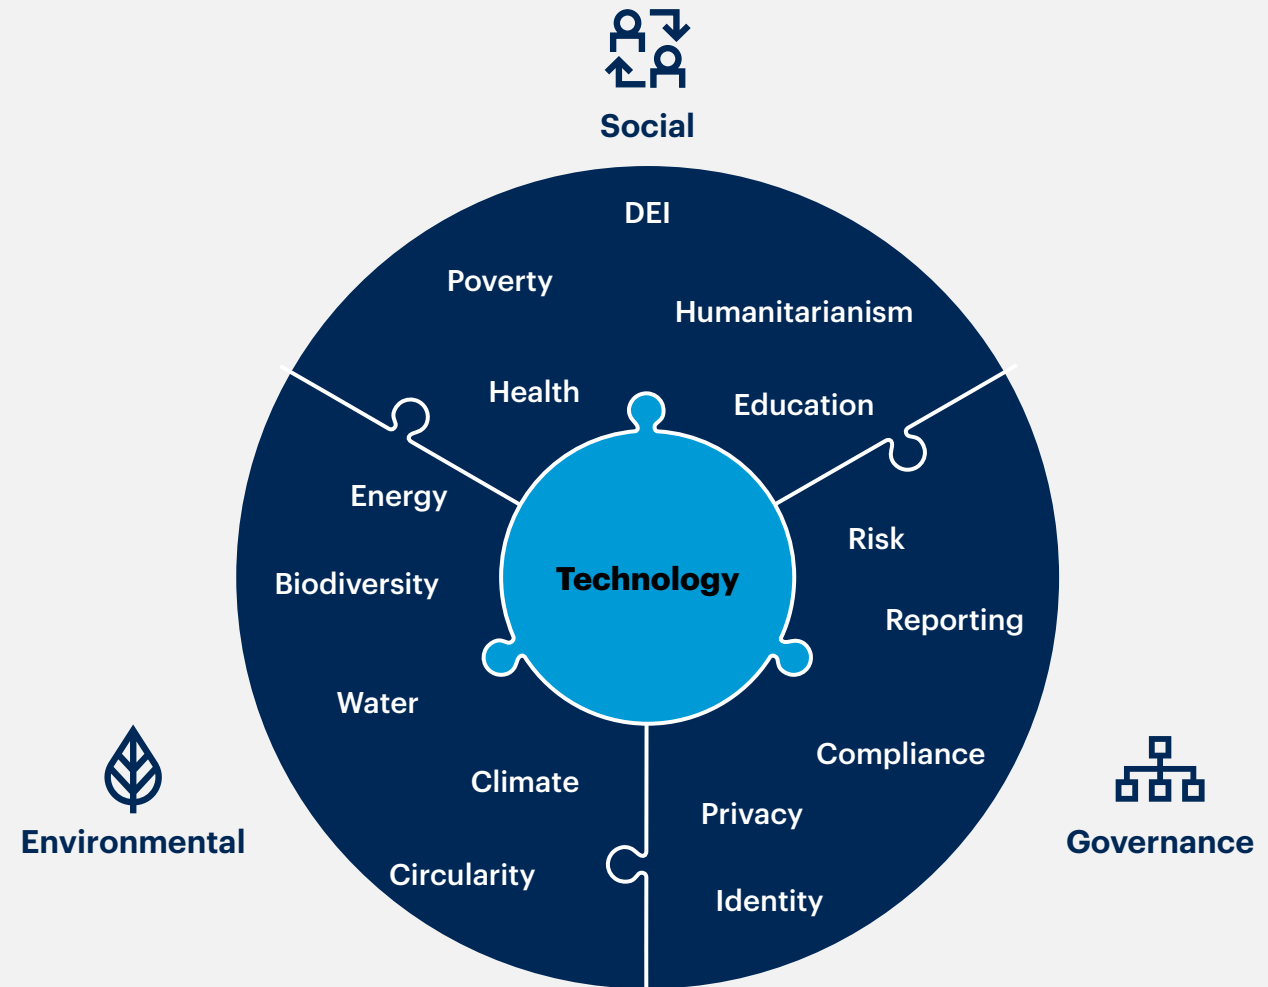 Social
DEI
Poverty
Humanitarianism
Health
Education
Energy
Risk
Technology
Biodiversity
Reporting
Water
Compliance
Climate
Privacy
Environmental
Governance
Circularity
Identity